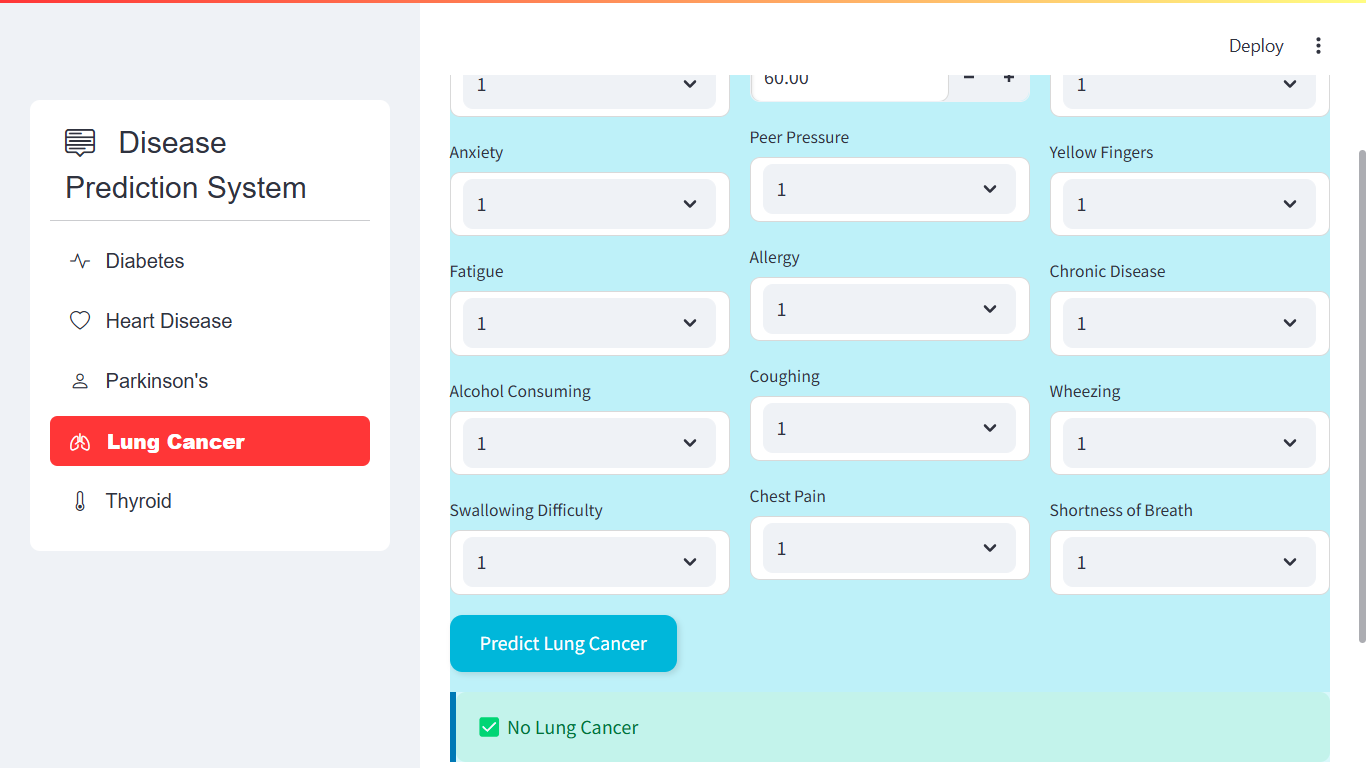 Deploy
Disease
Prediction System
Diabetes
Heart Disease
Parkinson's
Lung Cancer
Thyroid
1
60.00
1
Anxiety
Peer Pressure
Yellow Fingers
1
1
1
Fatigue
Allergy
Chronic Disease
1
1
1
Alcohol Consuming
Coughing
Wheezing
1
1
1
Swallowing Difficulty
Chest Pain
Shortness of Breath
1
1
1
Predict Lung Cancer
No Lung Cancer